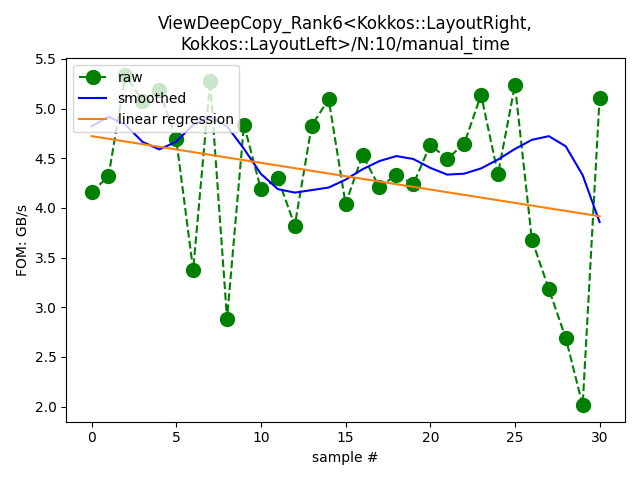 ViewDeepCopy_Rank6<Kokkos::LayoutRight,
Kokkos::LayoutLeft>/N:10/manual_time
raw
smoothed
linear regression
FOM: GB/s
5.5
5.0
4.5
4.0
3.5
3.0
2.5
2.0
0 5 10 15 20 25 30
sample #